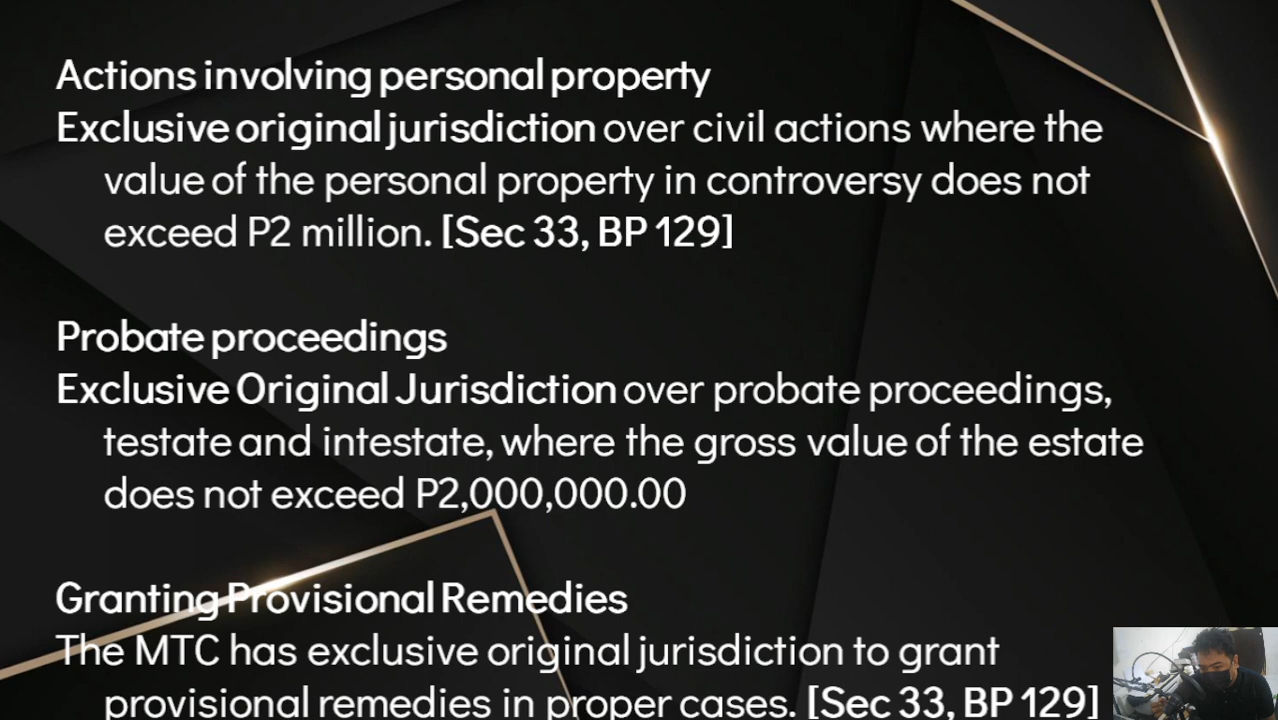 Actions involving personal property
Exclusive original jurisdiction over civil actions where the
value of the personal property in controversy does not
exceed P2 million. [Sec 33, BP 129]
Probate proceedings
Exclusive Original Jurisdiction over probate proceedings,
testate and intestate, where the gross value of the estate
does not exceed P2,000,000.00
Granting Provisional Remedies
The MTC has exclusive original jurisdiction to grant
provisional remedies in proper cases. [Sec 33, BP 129]